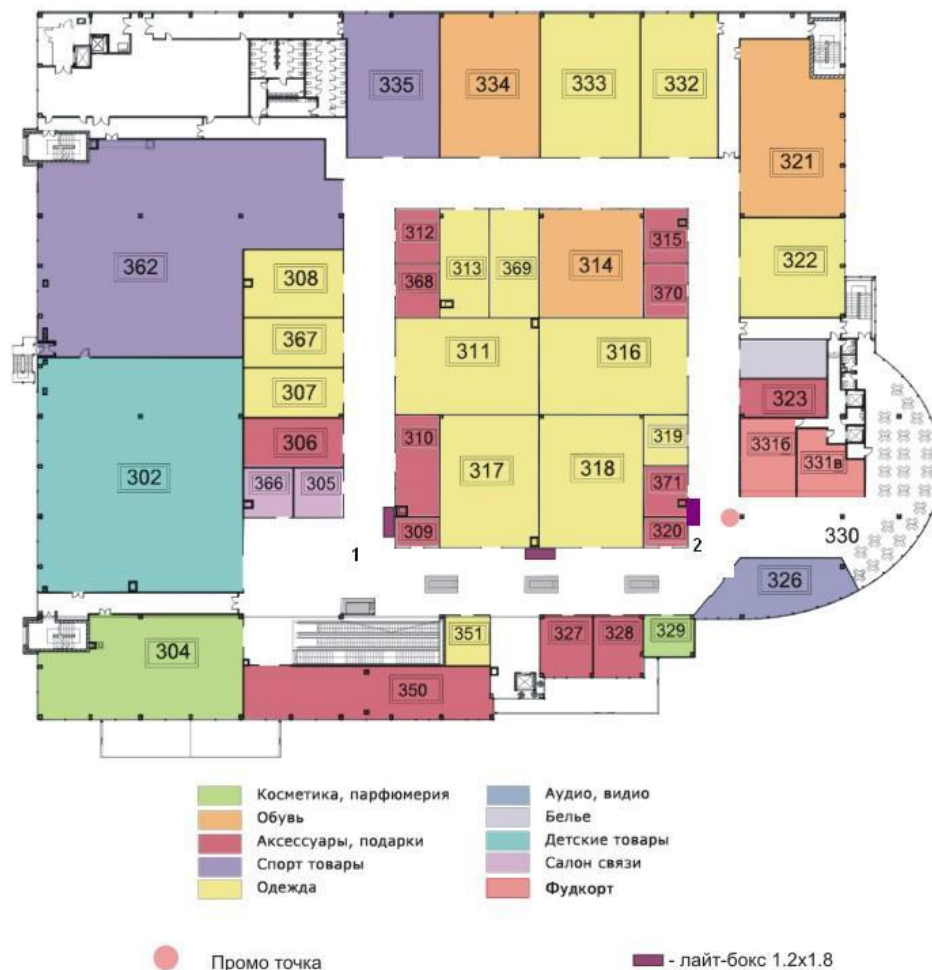 335 334 333 332
321
312 313 369 314 315
368 370
362 308 322
367 311 316
307 323
306 310 319 331б
302 366 305 317 318 371 331в
309 320
1 2 330
326
304 351 327 328 329
350
Косметика, парфюмерия
Обувь
Аксессуары, подарки
Спорт товары
Одежда
Аудио, видио
Белье
Детские товары
Салон связи
Фудкорт
Промо точка
- лайт-бокс 1.2x1.8